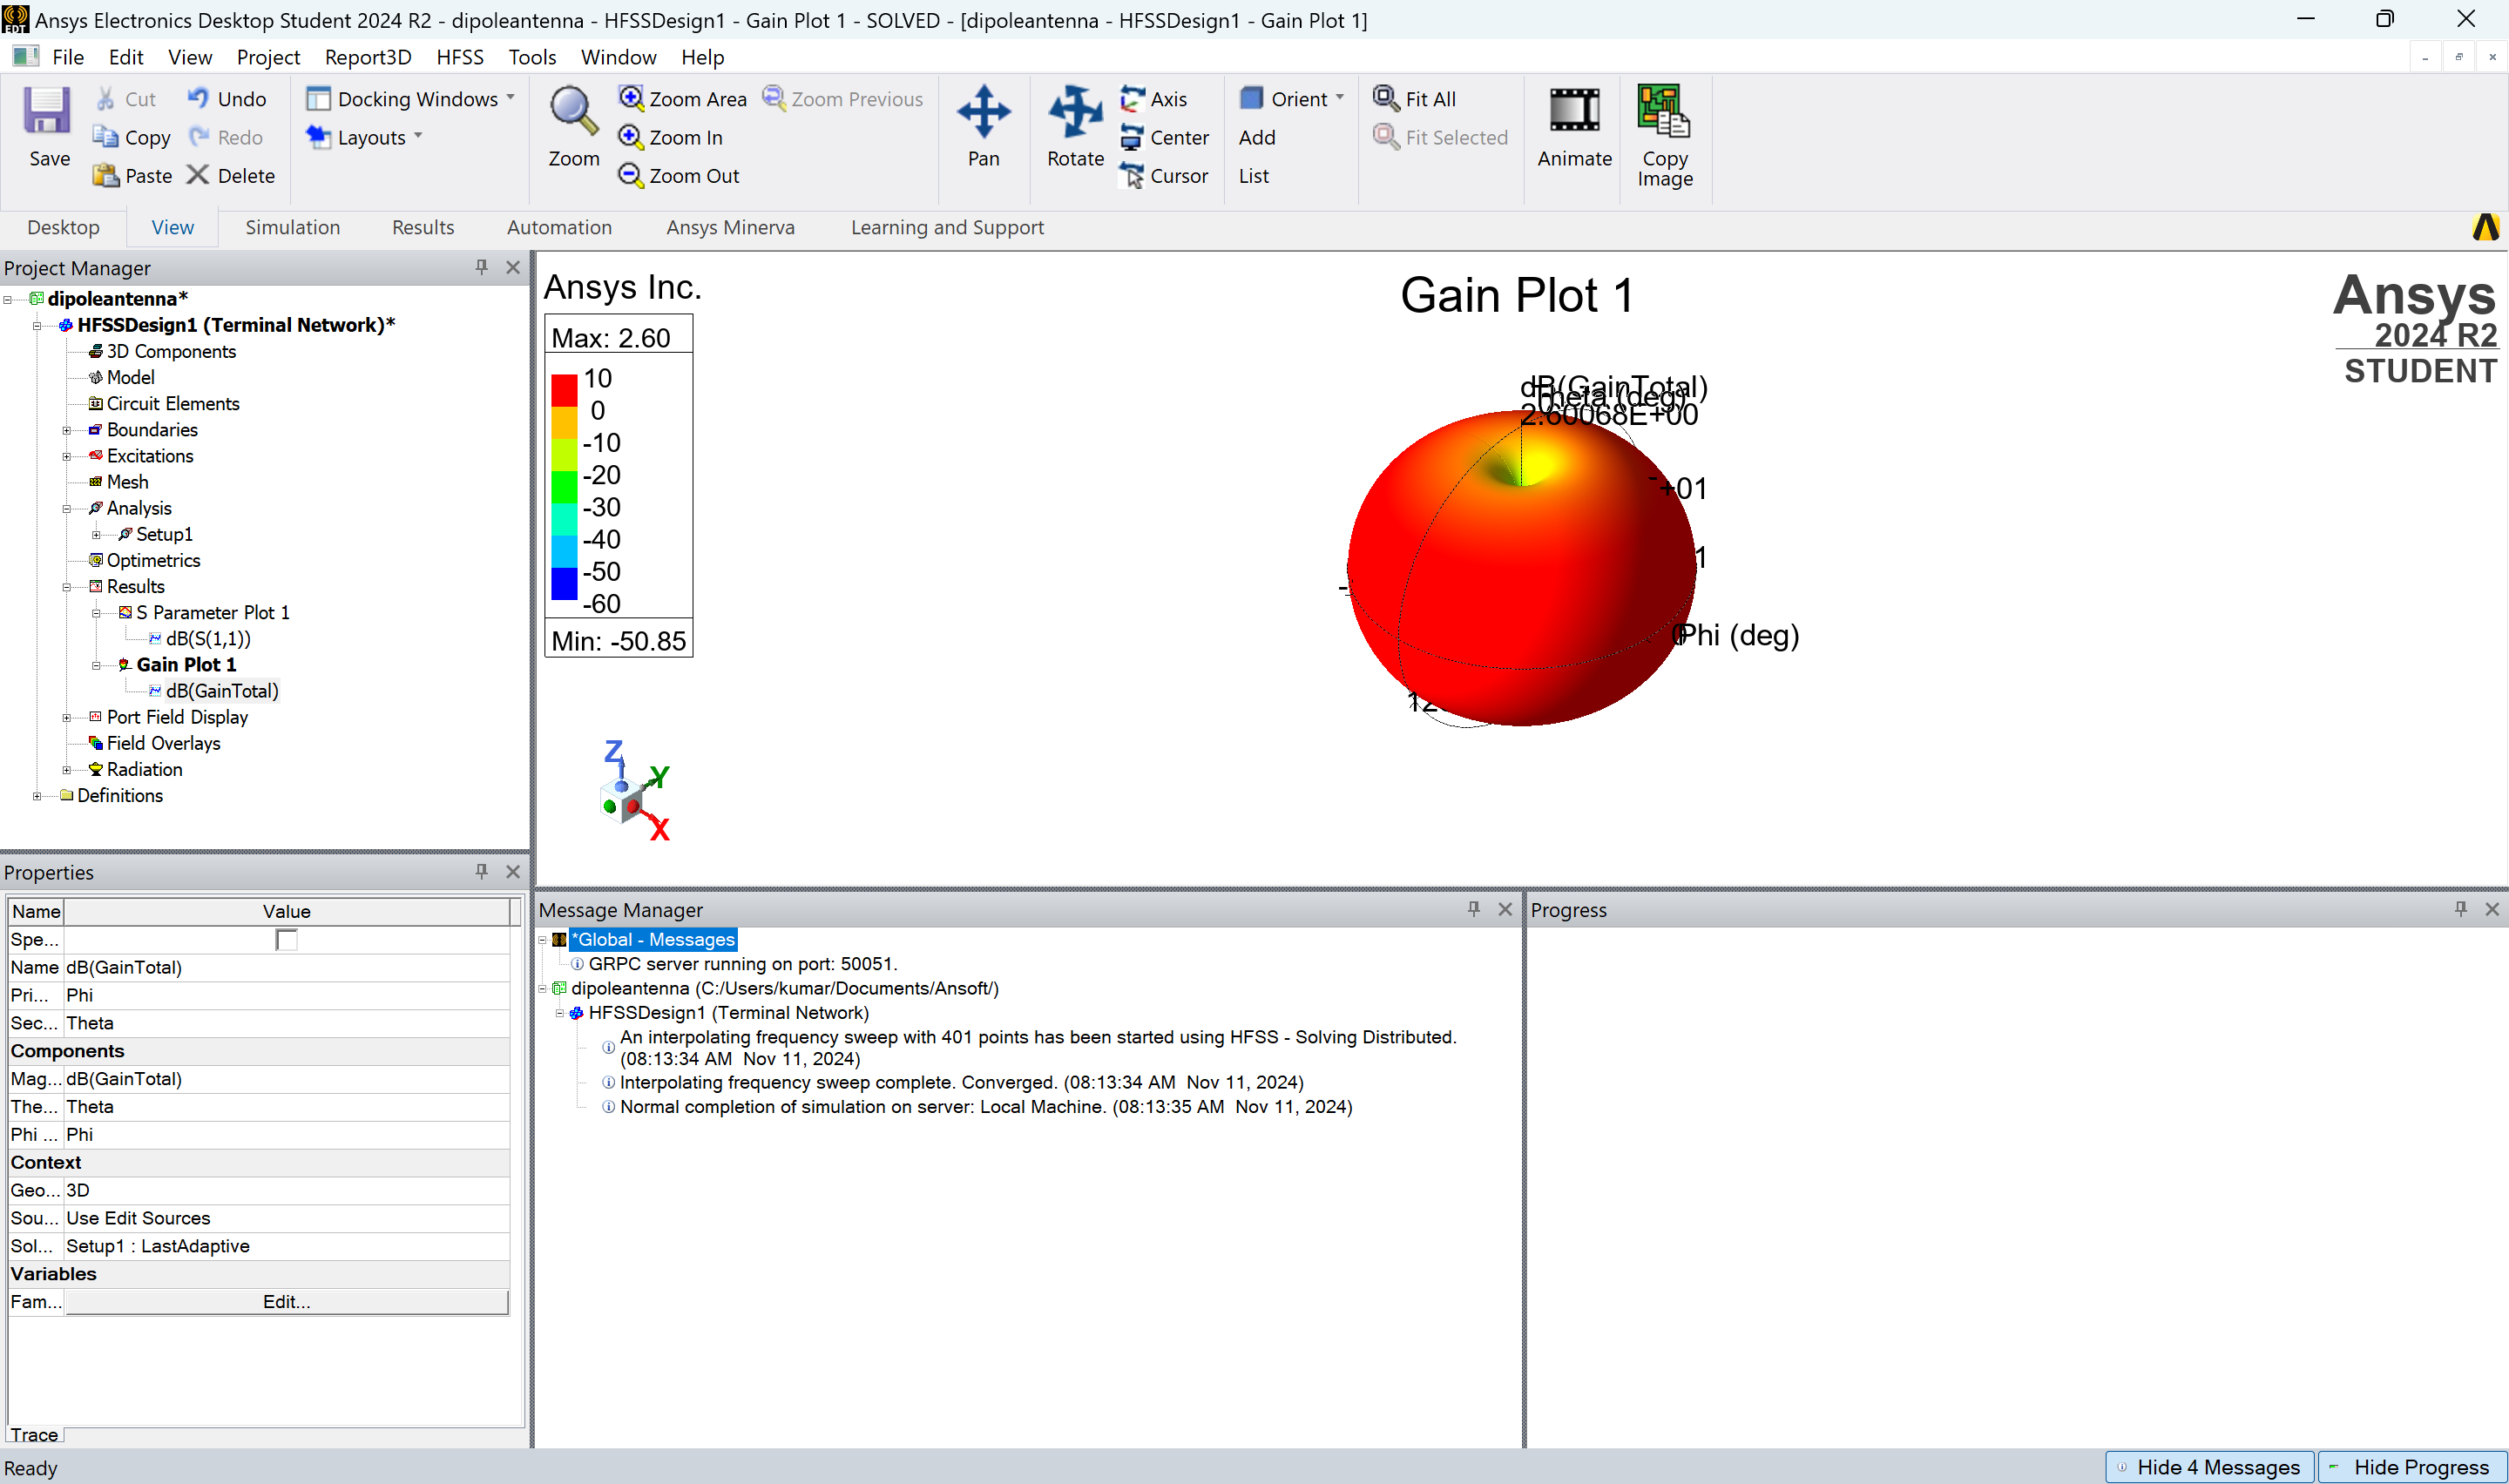 Ansys Electronics Desktop Student 2024 R2 - dipoleantenna - HFSSDesign1 - Gain Plot 1 - SOLVED - [dipoleantenna - HFSSDesign1 - Gain Plot 1]
File Edit View Project Report3D HFSS Tools Window Help
Save
Cut
Copy
Paste
Undo
Redo
Delete
Docking Windows
Layouts
Zoom
Zoom Area
Zoom In
Zoom Out
Zoom Previous
Pan
Rotate
Axis
Center
Cursor
Orient
Add
List
Fit All
Fit Selected
Animate
Copy
Image
Desktop View Simulation Results Automation Ansys Minerva Learning and Support
Project Manager
dipoleantenna*
HFSSDesign1 (Terminal Network)*
3D Components
Model
Circuit Elements
Boundaries
Excitations
Mesh
Analysis
Setup1
Optimetrics
Results
S Parameter Plot 1
dB(S(1,1))
Gain Plot 1
dB(GainTotal)
Port Field Display
Field Overlays
Radiation
Definitions
Properties
Name Value
Spe...
Name dB(GainTotal)
Pri... Phi
Sec... Theta
Components
Mag... dB(GainTotal)
The... Theta
Phi ... Phi
Context
Geo... 3D
Sou... Use Edit Sources
Sol... Setup1 : LastAdaptive
Variables
Fam... Edit...
Trace
Ansys Inc.
Max: 2.60
10
0
-10
-20
-30
-40
-50
-60
Min: -50.85
Gain Plot 1
Ansys
2024 R2
STUDENT
dB(GainTotal)
Theta (deg)
2.60068E+00
+01
1
Phi (deg)
Z
Y
X
Message Manager
*Global - Messages
GRPC server running on port: 50051.
dipoleantenna (C:/Users/kumar/Documents/Ansoft/)
HFSSDesign1 (Terminal Network)
An interpolating frequency sweep with 401 points has been started using HFSS - Solving Distributed.
(08:13:34 AM Nov 11, 2024)
Interpolating frequency sweep complete. Converged. (08:13:34 AM Nov 11, 2024)
Normal completion of simulation on server: Local Machine. (08:13:35 AM Nov 11, 2024)
Progress
Ready
Hide 4 Messages
Hide Progress